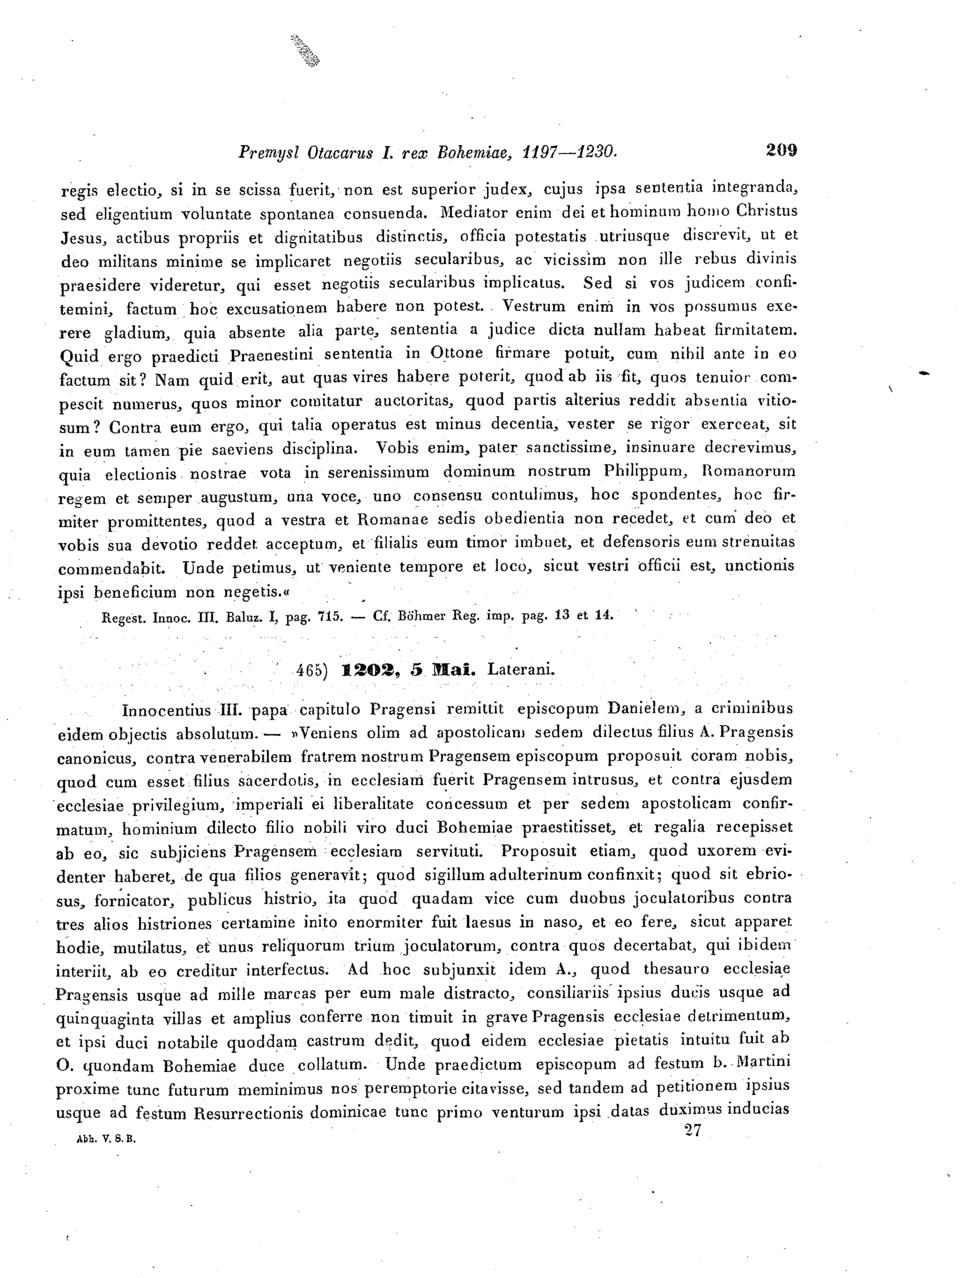 Premysl Otacarus I. rex Bohemiae, 1197—1230. 209
regis electio, si in se scissa fuerit, non est superior judex, cujus ipsa sententia integranda,
sed eligentium voluntate spontanea consuenda. Mediator enim dei et hominum homo Christus
Jesus, actibus propriis et dignitatibus distinctis, officia potestatis utriusque discrevit, ut et
deo militans minime se implicaret negotiis secularibus, ac vicissim non ille rebus divinis
praesidere videretur, qui esset negotiis secularibus implicatus. Sed si vos judicem confi-
temini, factum hoc excusationem habere non potest. Vestrum enim in vos possumus exe-
rere gladium, quia absente alia parte, sententia a judice dicta nullam habeat firmitatem.
Quid ergo praedicti Praenestini sententia in Ottone firmare potuit, cum nihil ante in eo
factum sit? Nam quid erit, aut quas vires habere poterit, quod ab iis fit, quos tenuior com-
pescit numerus, quos minor comitatur auctoritas, quod partis alterius reddit absentia vitio-
sum? Contra eum ergo, qui talia operatus est minus decentia, vester se rigor exerceat, sit
in eum tamen pie saeviens disciplina. Vobis enim, pater sanctissime, insinuare decrevimus,
quia electionis nostrae vota in serenissimum dominum nostrum Philippum, Romanorum
regem et semper augustum, una voce, uno consensu contulimus, hoc spondentes, hoc fir-
miter promittentes, quod a vestra et Romanae sedis obedientia non recedet, et cum deo et
vobis sua devotio reddet acceptum, et filialis eum timor imbuet, et defensoris eum strenuitas
commendabit. Unde petimus, ut veniente tempore et loco, sicut vestri officii est, unctionis
ipsi beneficium non negetis.«
Regest. Innoc. III. Baluz. I, pag. 715. — Cf. Böhmer Reg. imp. pag. 13 et 14.
465) 1202, 5 Mai. Laterani.
Innocentius III. papa capitulo Pragensi remittit episcopum Danielem, a criminibus
eidem objectis absolutum. — »Veniens olim ad apostolicam sedem dilectus filius A. Pragensis
canonicus, contra venerabilem fratrem nostrum Pragensem episcopum proposuit coram nobis,
quod cum esset filius sacerdotis, in ecclesiam fuerit Pragensem intrusus, et contra ejusdem
ecclesiae privilegium, imperiali ei liberalitate concessum et per sedem apostolicam confir-
matum, hominium dilecto filio nobili viro duci Bohemiae praestitisset, et regalia recepisset
ab eo, sic subjiciens Pragensem ecclesiam servituti. Proposuit etiam, quod uxorem evi-
denter haberet, de qua filios generavit; quod sigillum adulterinum confinxit; quod sit ebrio-
sus, fornicator, publicus histrio, ita quod quadam vice cum duobus joculatoribus contra
tres alios histriones certamine inito enormiter fuit laesus in naso, et eo fere, sicut apparet
hodie, mutilatus, et unus reliquorum trium joculatorum, contra quos decertabat, qui ibidem
interiit, ab eo creditur interfectus. Ad hoc subjunxit idem A., quod thesauro ecclesiae
Pragensis usque ad mille marcas per eum male distracto, consiliariis ipsius ducis usque ad
quinquaginta villas et amplius conferre non timuit in grave Pragensis ecclesiae detrimentum,
et ipsi duci notabile quoddam castrum dedit, quod eidem ecclesiae pietatis intuitu fuit ab
O. quondam Bohemiae duce collatum. Unde praedictum episcopum ad festum b. Martini
proxime tunc futurum meminimus nos peremptorie citavisse, sed tandem ad petitionem ipsius
usque ad festum Resurrectionis dominicae tunc primo venturum ipsi datas duximus inducias
Abh. V. 8. B. 27